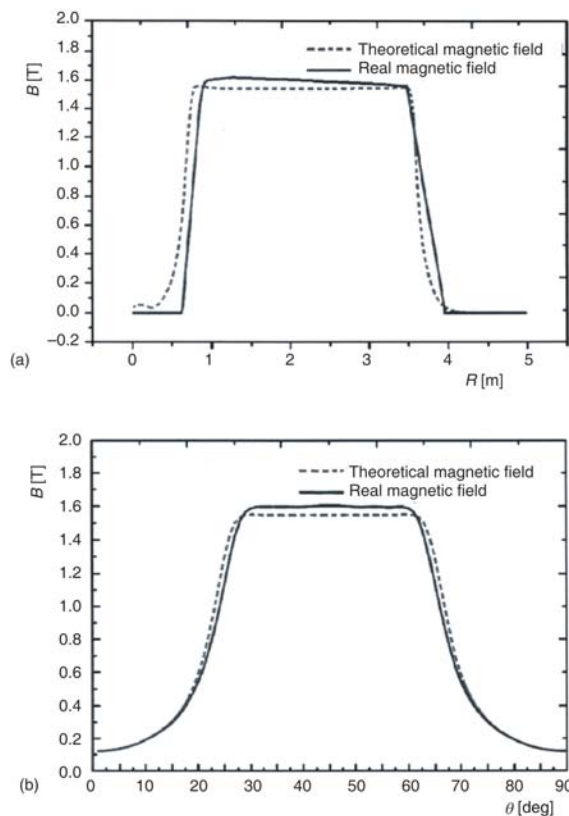 2.0
1.8
1.6
1.4
1.2
1.0
0.8
0.6
0.4
0.2
0.0
−0.2
B [T]
Theoretical magnetic field
Real magnetic field
0 1 2 3 4 5
R [m]
(a)
2.0
1.8
1.6
1.4
1.2
1.0
0.8
0.6
0.4
0.2
0.0
B [T]
Theoretical magnetic field
Real magnetic field
0 10 20 30 40 50 60 70 80 90
θ [deg]
(b)